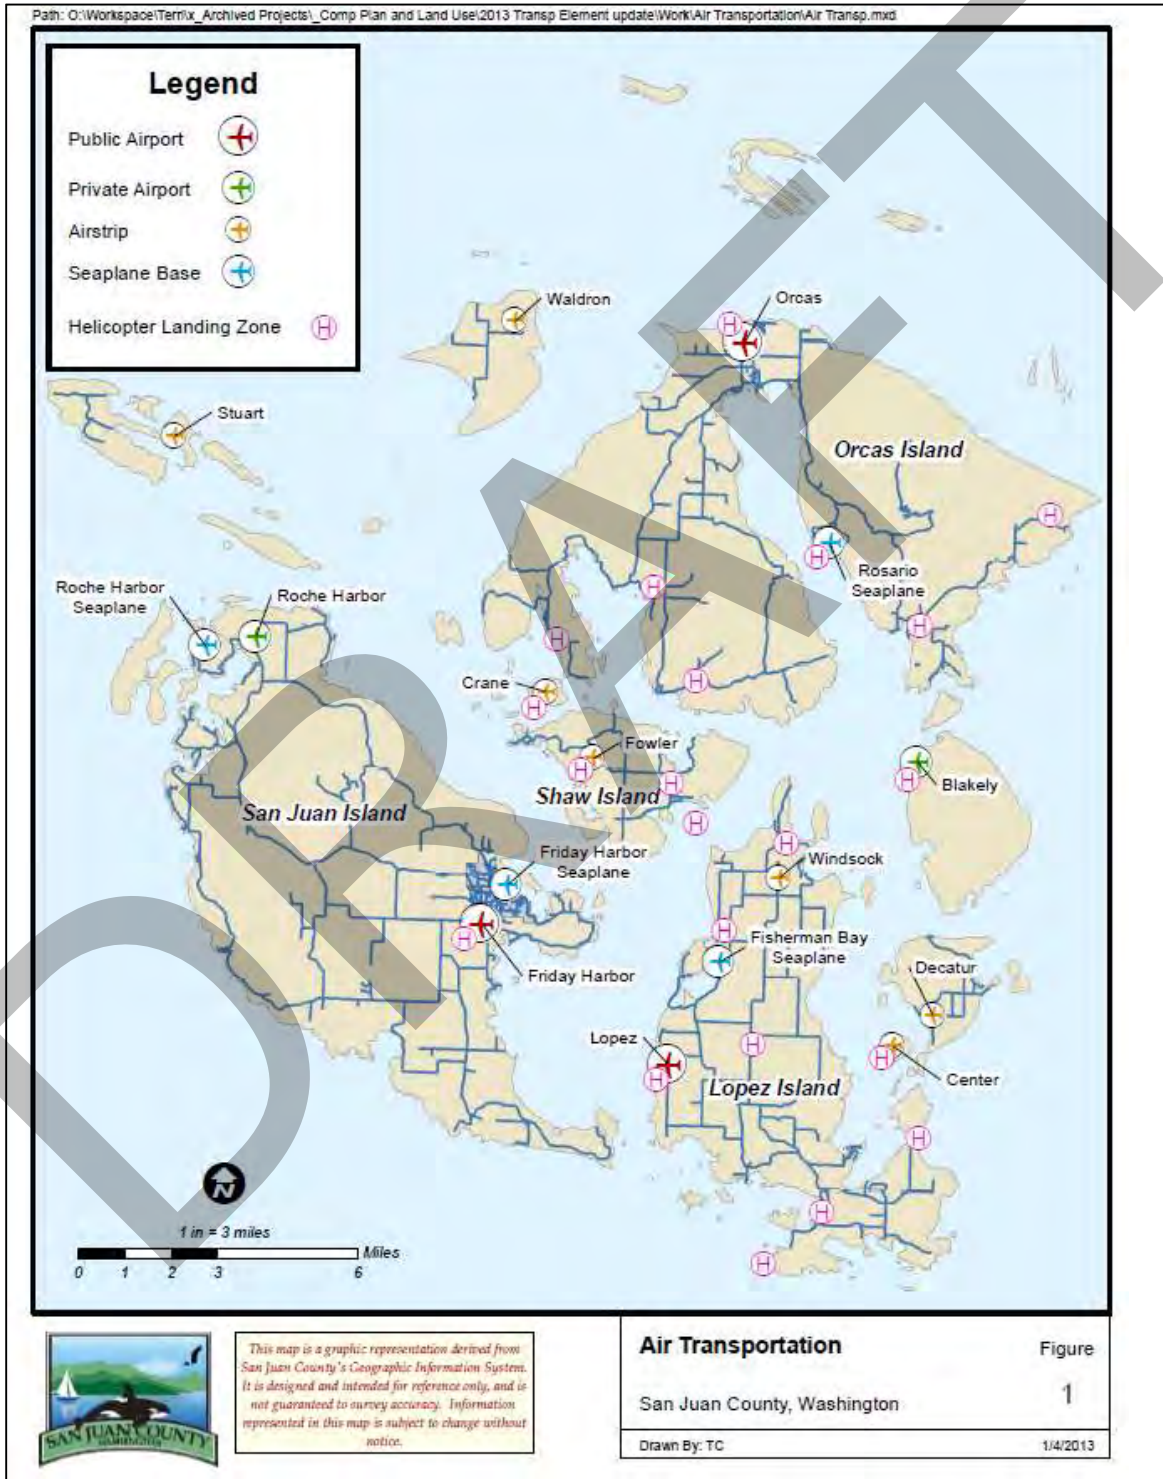 Path: O:\Workspace\Terri\x_Archived Projects\_Comp Plan and Land Use\2013 Transp Element update\Work\Air Transportation\Air Transp.mxd
Legend
Public Airport
Private Airport
Airstrip
Seaplane Base
Helicopter Landing Zone H
Waldron
Orcas
H
Stuart
Orcas Island
H
H
Rosario
Seaplane
Roche Harbor
Seaplane
Roche Harbor
H
H
H
Crane
H
H
Fowler
H
H
Shaw Island
H
Blakely
H
San Juan Island
H
Windsock
Friday Harbor
Seaplane
H
Fisherman Bay
Seaplane
H
Friday Harbor
Decatur
Lopez
H
H
H
Center
Lopez Island
H
H
H
N
1 in = 3 miles
Miles
0 1 2 3 6
DRAFT
SAN JUAN COUNTY
WASHINGTON
This map is a graphic representation derived from
San Juan County's Geographic Information System.
It is designed and intended for reference only, and is
not guaranteed to survey accuracy. Information
represented in this map is subject to change without
notice.
Air Transportation
Figure
San Juan County, Washington
1
Drawn By: TC
1/4/2013